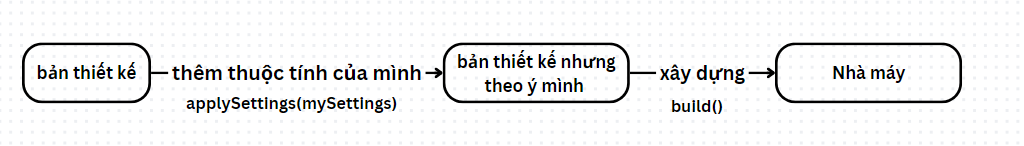 bản thiết kế
thêm thuộc tính của mình
applySettings(mySettings)
bản thiết kế nhưng
theo ý mình
xây dựng
build()
Nhà máy